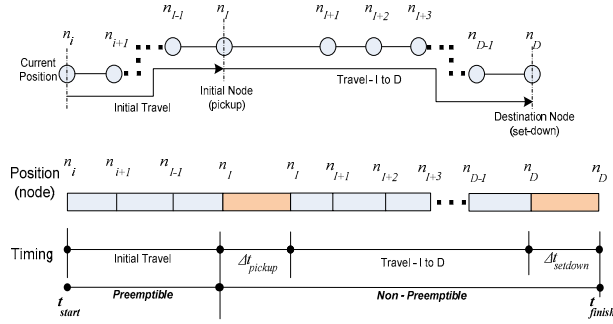 n_i n_{i+1} n_{I-1} n_I n_{I+1} n_{I+2} n_{I+3} n_{D-1} n_D
Current Position
Initial Travel
Initial Node (pickup)
Travel - I to D
Destination Node (set-down)
Position (node)
n_i n_{i+1} n_{I-1} n_I n_I n_{I+1} n_{I+2} n_{I+3} n_{D-1} n_D n_D
Timing
Initial Travel
Δt_pickup
Travel - I to D
Δt_setdown
t_start
Preemptible
Non - Preemptible
t_finish